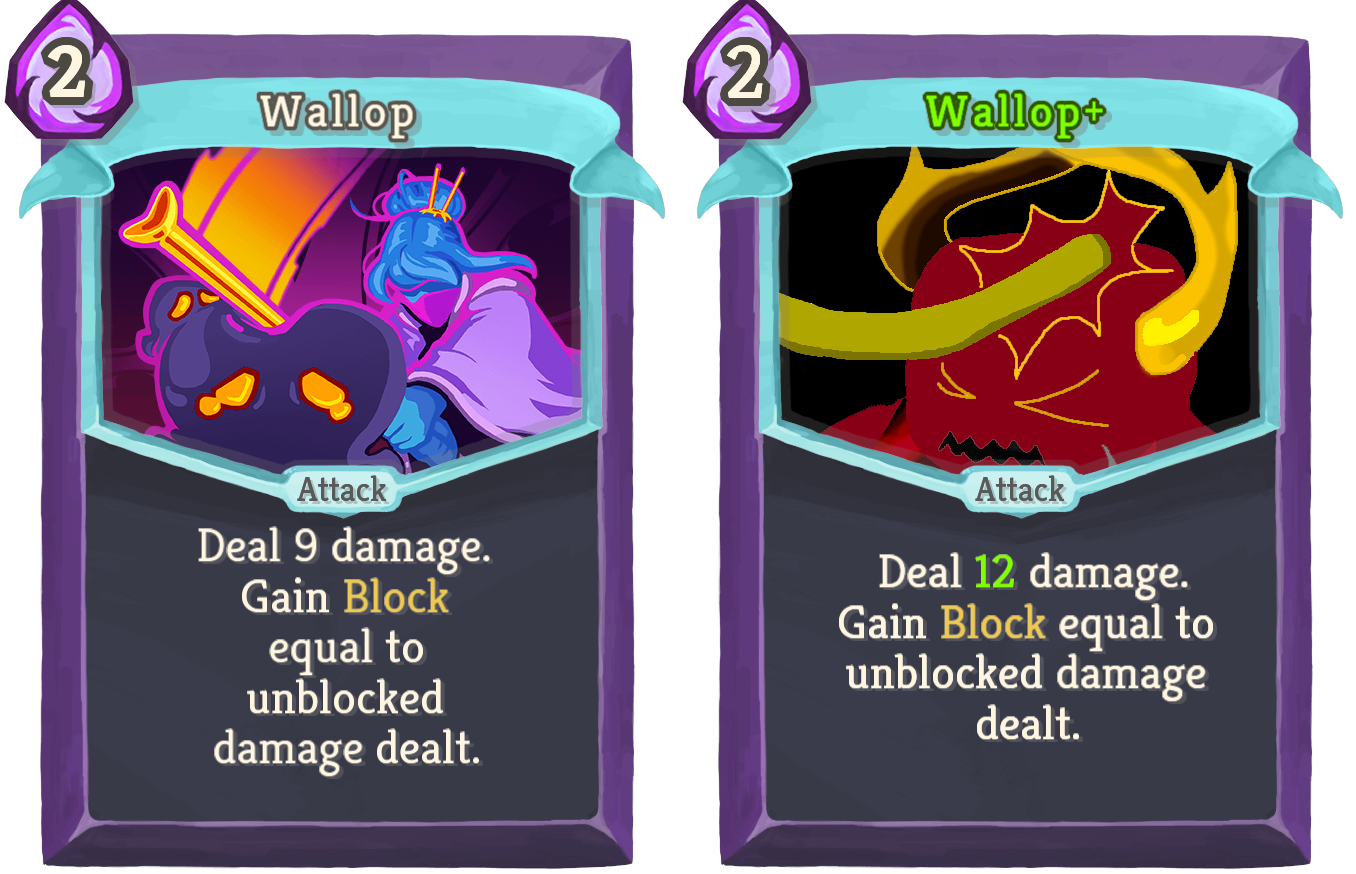 2
Wallop
Attack
Deal 9 damage.
Gain Block
equal to
unblocked
damage dealt.
2
Wallop+
Attack
Deal 12 damage.
Gain Block equal to
unblocked damage
dealt.